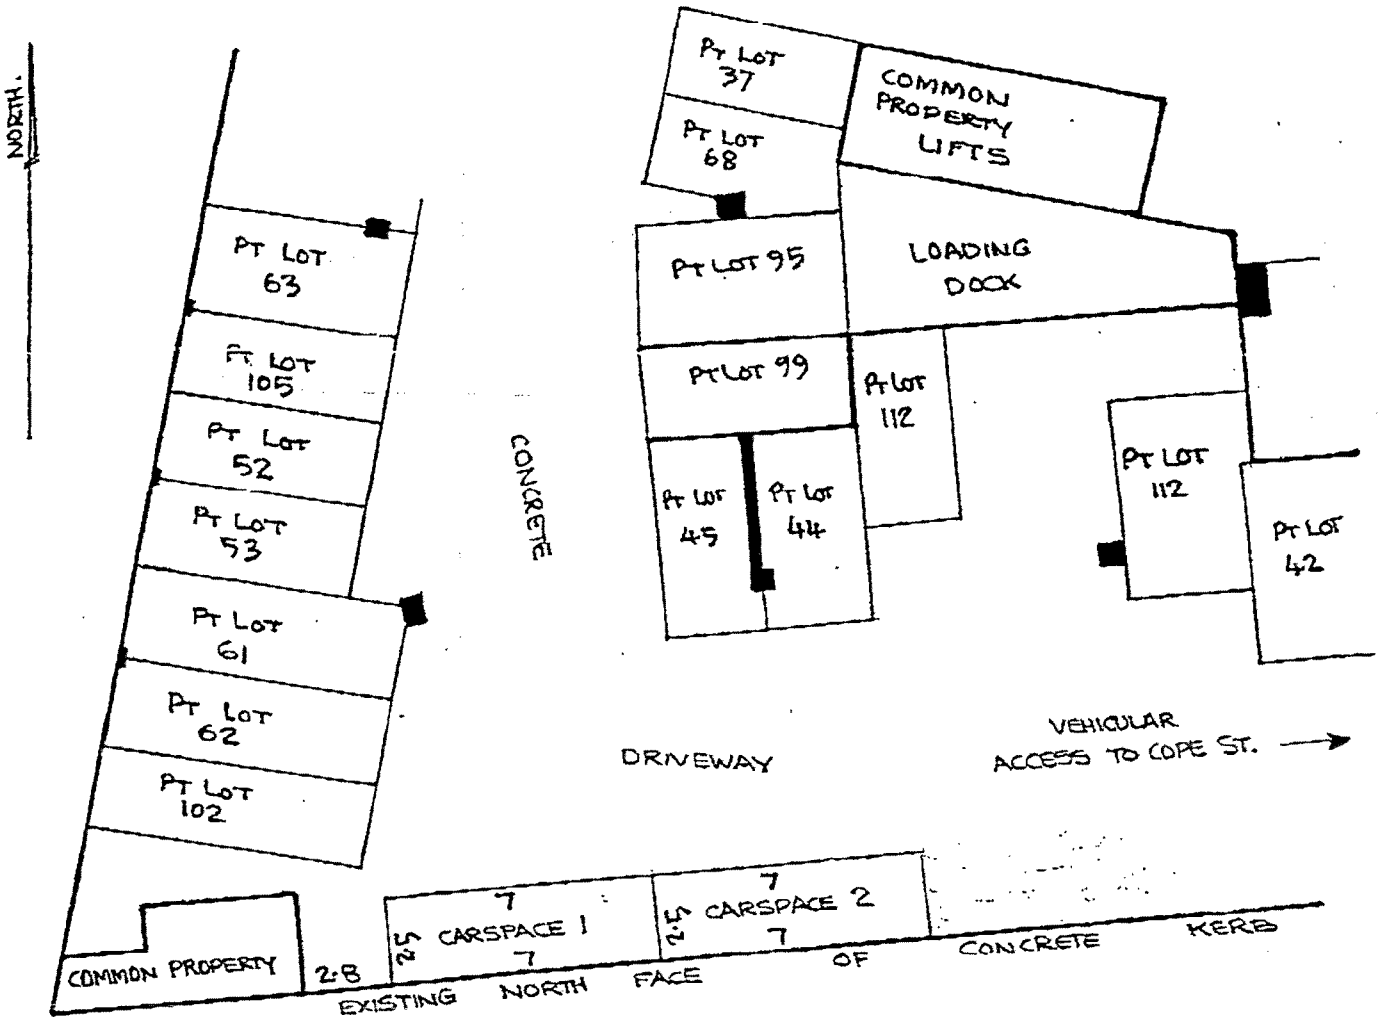 NORTH.
PT LOT
37
PT LOT
68
COMMON
PROPERTY
LIFTS
PT LOT
63
PT LOT 95
LOADING
DOCK
PT LOT
105
PT LOT 99
PT LOT
112
PT LOT
52
CONCRETE
PT LOT
45
PT LOT
44
PT LOT
112
PT LOT
42
PT LOT
53
PT LOT
61
PT LOT
62
PT LOT
102
DRIVEWAY
VEHICULAR
ACCESS TO COPE ST.
7
2.5
CARSPACE 1
7
7
2.5
CARSPACE 2
7
COMMON PROPERTY
2.8
EXISTING NORTH FACE OF CONCRETE KERB